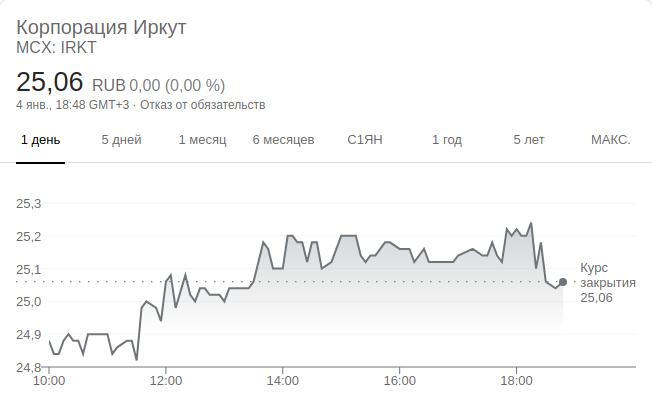 Корпорация Иркут
MCX: IRKT
25,06 RUB 0,00 (0,00 %)
4 янв., 18:48 GMT+3 · Отказ от обязательств
1 день 5 дней 1 месяц 6 месяцев С1ЯН 1 год 5 лет МАКС.
25,3
25,2
25,1
25,0
24,9
24,8
Курс
закрытия
25,06
10:00 12:00 14:00 16:00 18:00